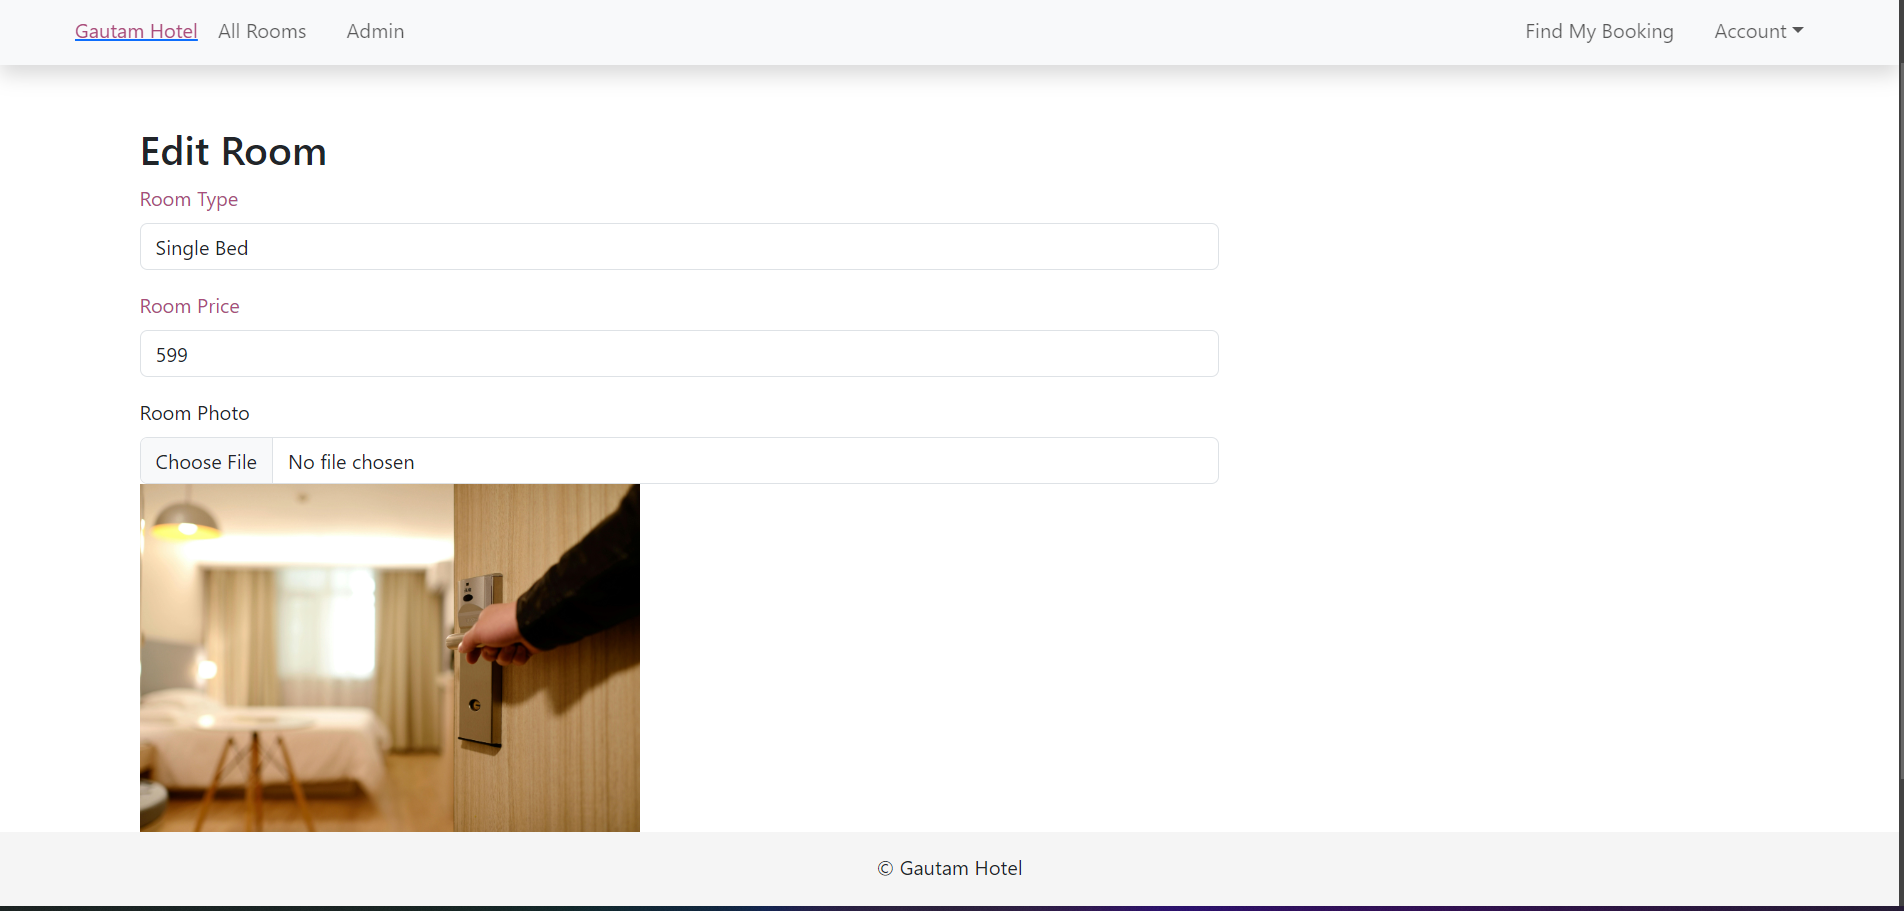 Gautam Hotel All Rooms Admin Find My Booking Account
Edit Room
Room Type
Single Bed
Room Price
599
Room Photo
Choose File No file chosen
© Gautam Hotel